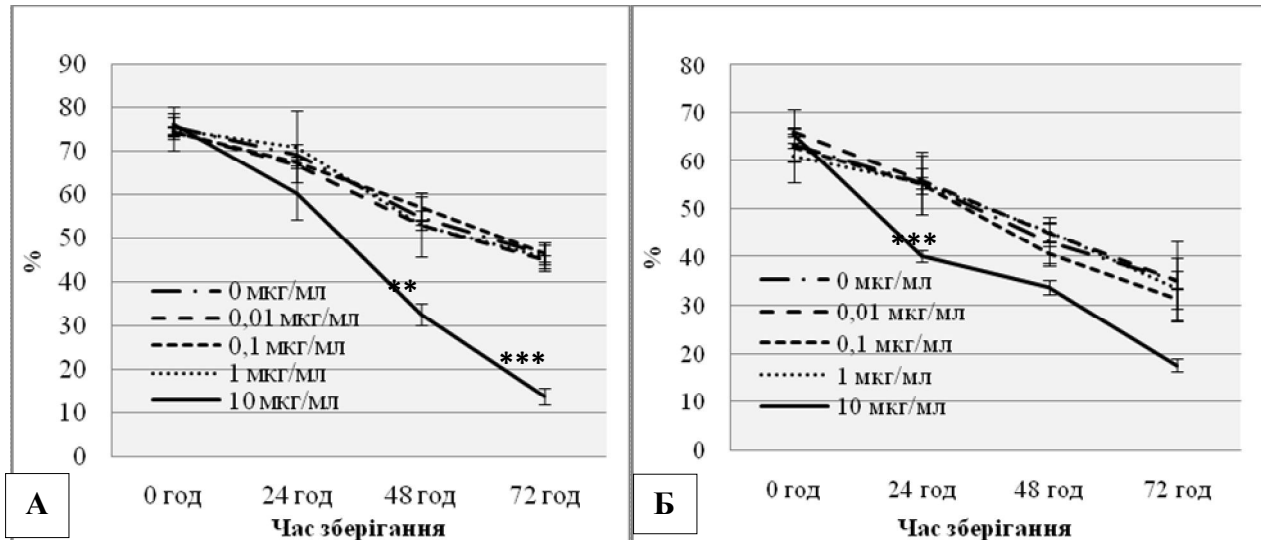 90
80
70
60
50
40
30
20
10
0
%
**
***
0 мкг/мл
0,01 мкг/мл
0,1 мкг/мл
1 мкг/мл
10 мкг/мл
0 год 24 год 48 год 72 год
Час зберігання
А
80
70
60
50
40
30
20
10
0
%
***
0 мкг/мл
0,01 мкг/мл
0,1 мкг/мл
1 мкг/мл
10 мкг/мл
0 год 24 год 48 год 72 год
Час зберігання
Б